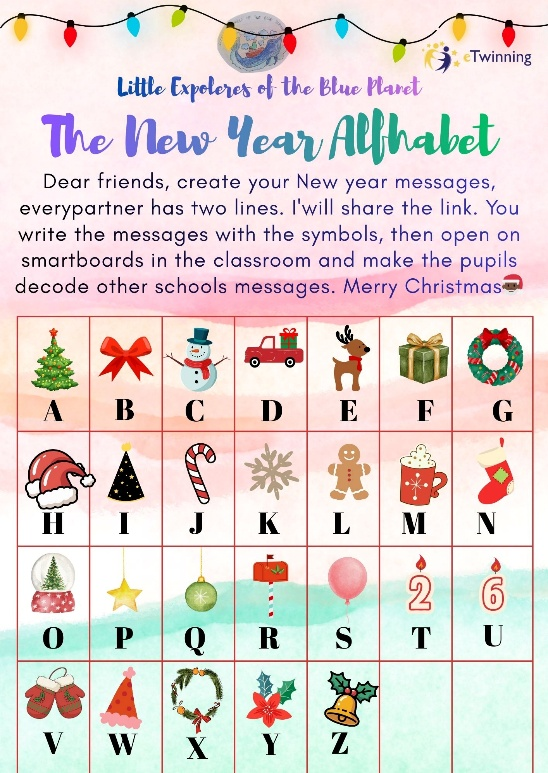 eTwinning
Little Expoleres of the Blue Planet
The New Year Alfhabet
Dear friends, create your New year messages,
everypartner has two lines. I'will share the link. You
write the messages with the symbols, then open on
smartboards in the classroom and make the pupils
decode other schools messages. Merry Christmas
A B C D E F G
H I J K L M N
2 6
O P Q R S T U
V W X Y Z